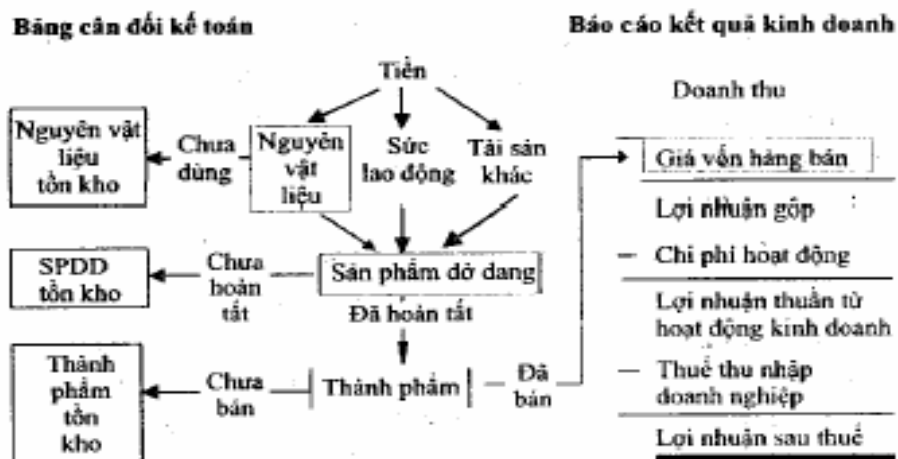 Bảng cân đối kế toán
Báo cáo kết quả kinh doanh
Tiền
Nguyên vật
liệu
tồn kho
Chưa
dùng
Nguyên
vật
liệu
Sức
lao động
Tài sản
khác
SPDD
tồn kho
Chưa
hoàn
tất
Sản phẩm dở dang
Đã hoàn tất
Thành
phẩm
tồn
kho
Chưa
bán
Thành phẩm
Đã
bán
Doanh thu
Giá vốn hàng bán
Lợi nhuận gộp
– Chi phí hoạt động
Lợi nhuận thuần từ
hoạt động kinh doanh
– Thuế thu nhập
doanh nghiệp
Lợi nhuận sau thuế